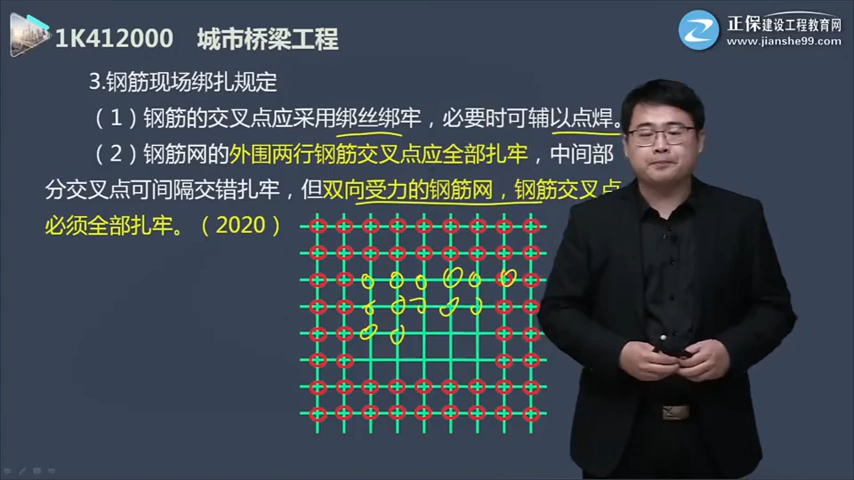 1K412000 城市桥梁工程
正保建设工程教育网
www.jianshe99.com
3.钢筋现场绑扎规定
（1）钢筋的交叉点应采用绑丝绑牢，必要时可辅以点焊。
（2）钢筋网的外围两行钢筋交叉点应全部扎牢，中间部
分交叉点可间隔交错扎牢，但双向受力的钢筋网，钢筋交叉点
必须全部扎牢。（2020）